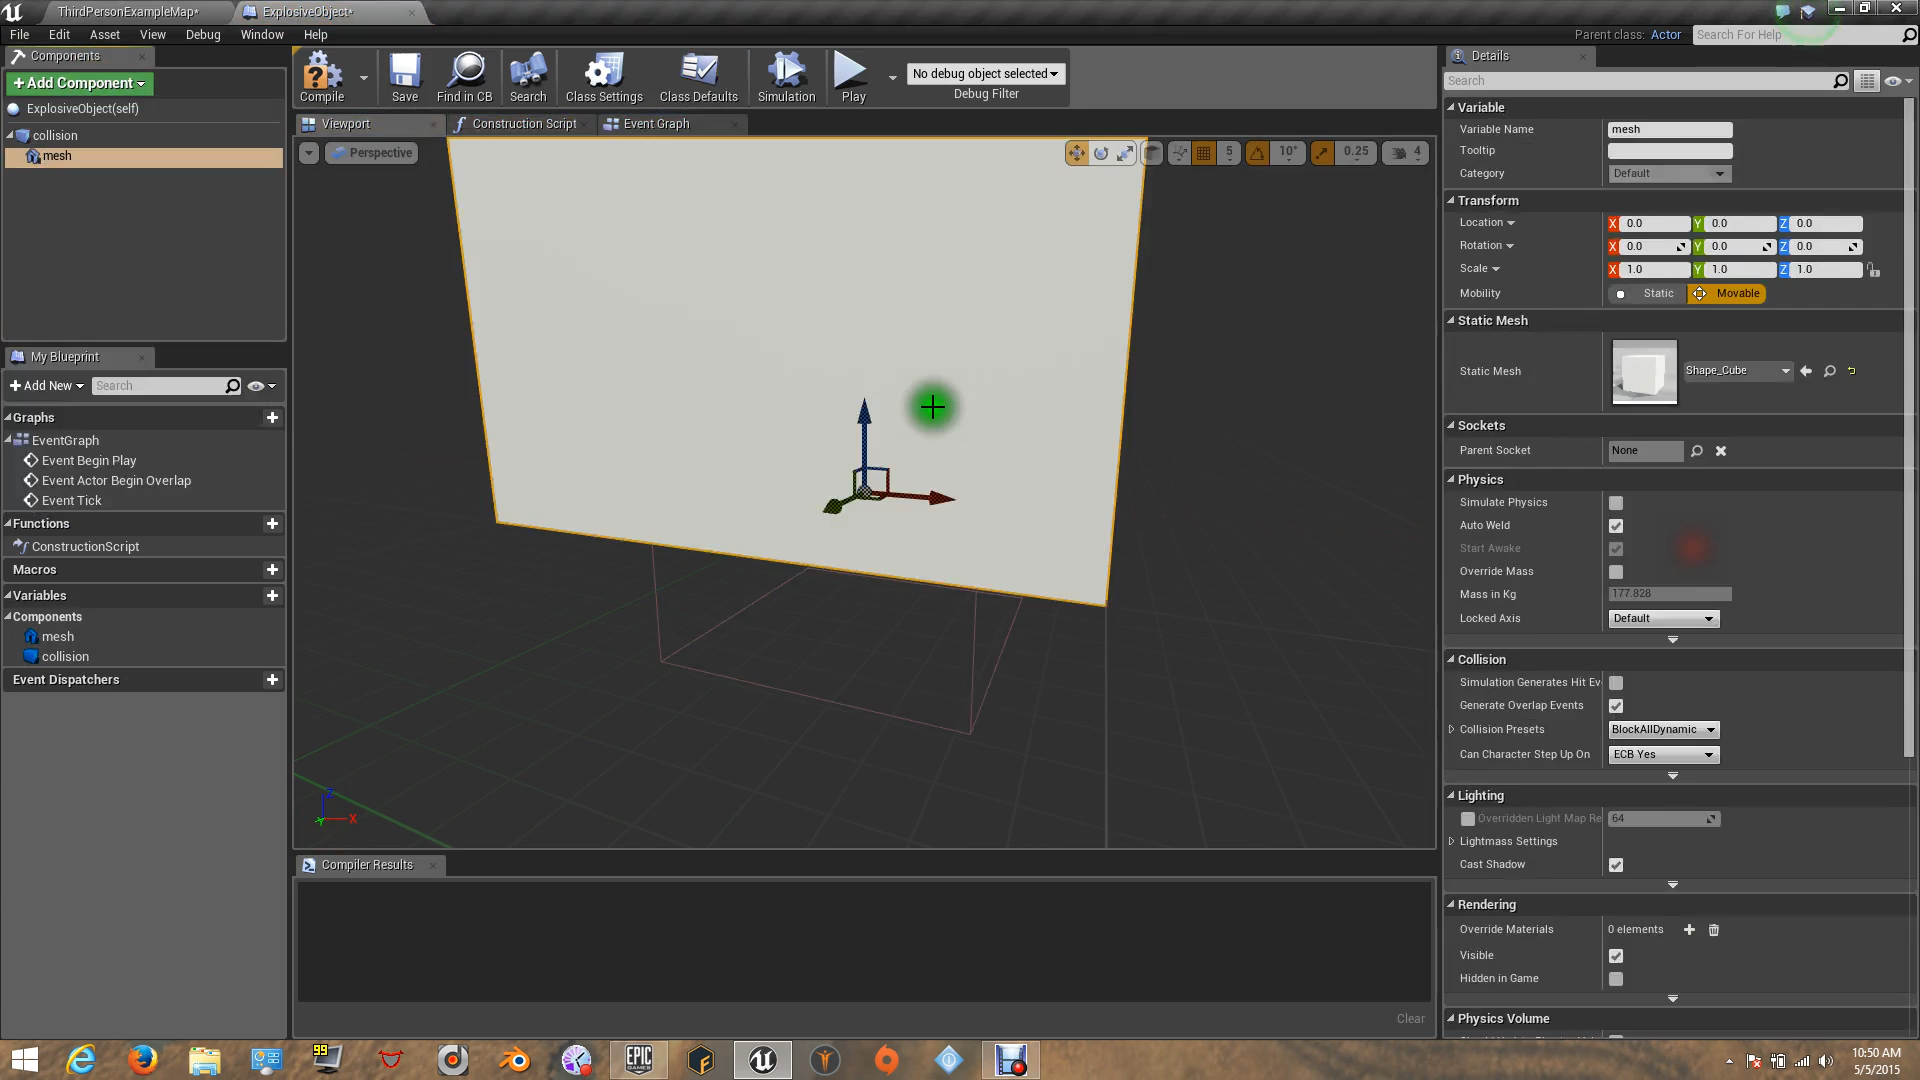 ThirdPersonExampleMap*
ExplosiveObject*
File Edit Asset View Debug Window Help
Parent class: Actor
Search For Help
Components
+Add Component
ExplosiveObject(self)
collision
mesh
Compile
Save
Find in CB
Search
Class Settings
Class Defaults
Simulation
Play
No debug object selected
Debug Filter
Viewport
Construction Script
Event Graph
Perspective
5
10°
0.25
4
My Blueprint
+Add New
Search
Graphs
EventGraph
Event Begin Play
Event Actor Begin Overlap
Event Tick
Functions
ConstructionScript
Macros
Variables
Components
mesh
collision
Event Dispatchers
Z
X
Y
Compiler Results
Clear
Details
Search
Variable
Variable Name mesh
Tooltip
Category Default
Transform
Location X 0.0 Y 0.0 Z 0.0
Rotation X 0.0 Y 0.0 Z 0.0
Scale X 1.0 Y 1.0 Z 1.0
Mobility Static Movable
Static Mesh
Static Mesh Shape_Cube
Sockets
Parent Socket None
Physics
Simulate Physics
Auto Weld
Start Awake
Override Mass
Mass in Kg 177.828
Locked Axis Default
Collision
Simulation Generates Hit Ev
Generate Overlap Events
Collision Presets BlockAllDynamic
Can Character Step Up On ECB Yes
Lighting
Overridden Light Map Re 64
Lightmass Settings
Cast Shadow
Rendering
Override Materials 0 elements
Visible
Hidden in Game
Physics Volume
99
EPIC
GAMES
10:50 AM
5/5/2015